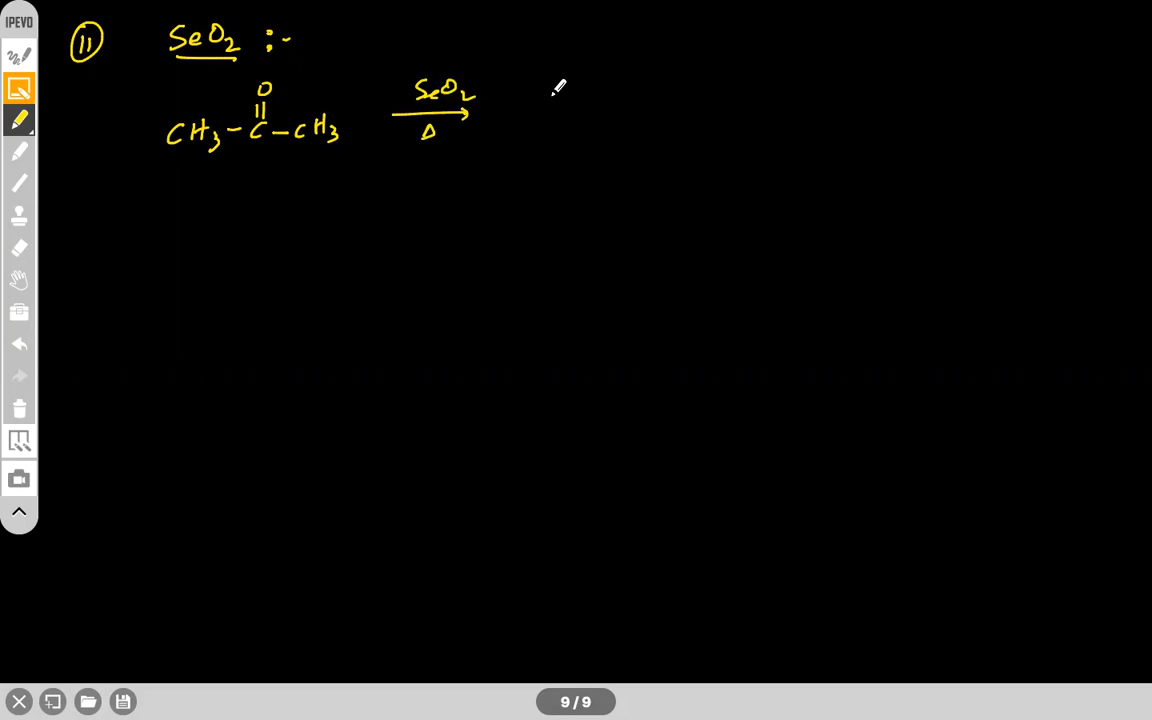 IPEVO
11 SeO2 :-
O
||
CH3-C-CH3 SeO2 Δ →
9/9